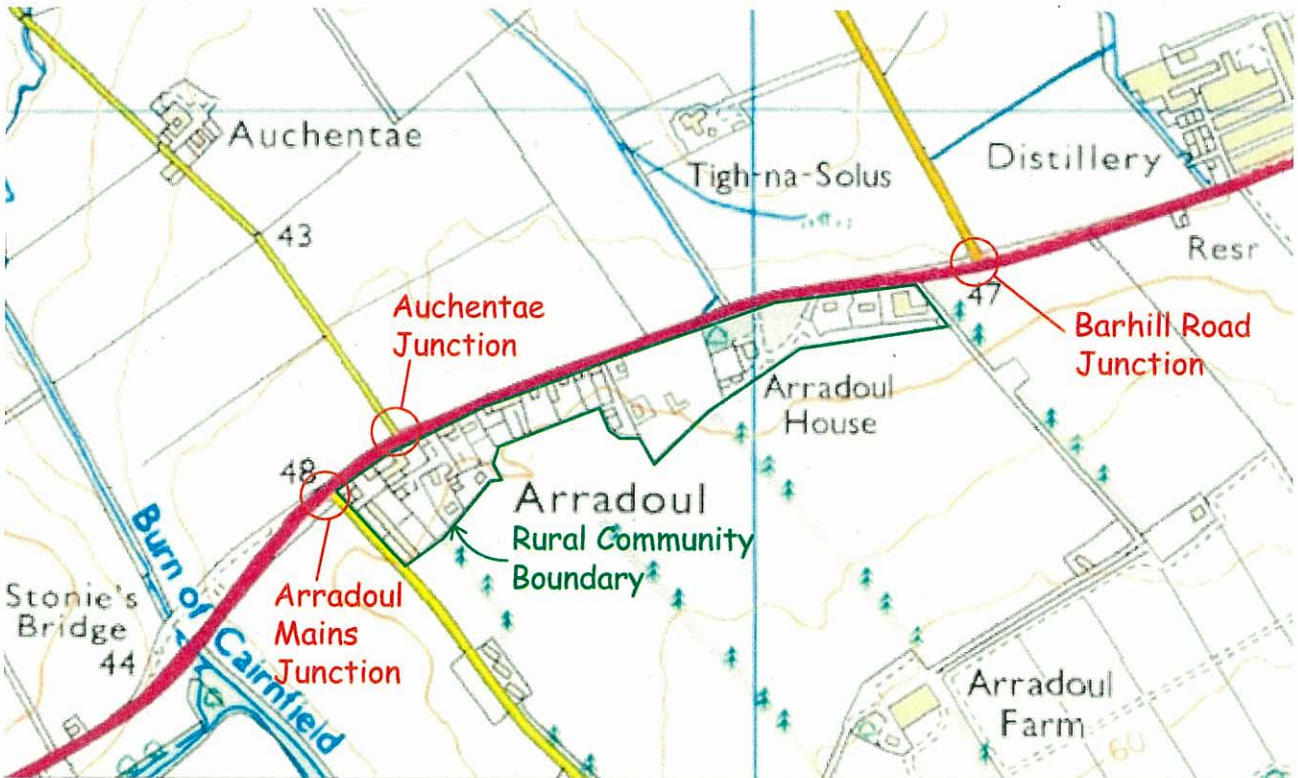 Auchentae
Tigh-na-Solus
Distillery
43
Resr
47
Auchentae
Junction
Barhill Road
Junction
Arradoul
House
48
Arradoul
Rural Community
Boundary
Burn of Cairnfield
Stonie's
Bridge
44
Arradoul
Mains
Junction
Arradoul
Farm
60